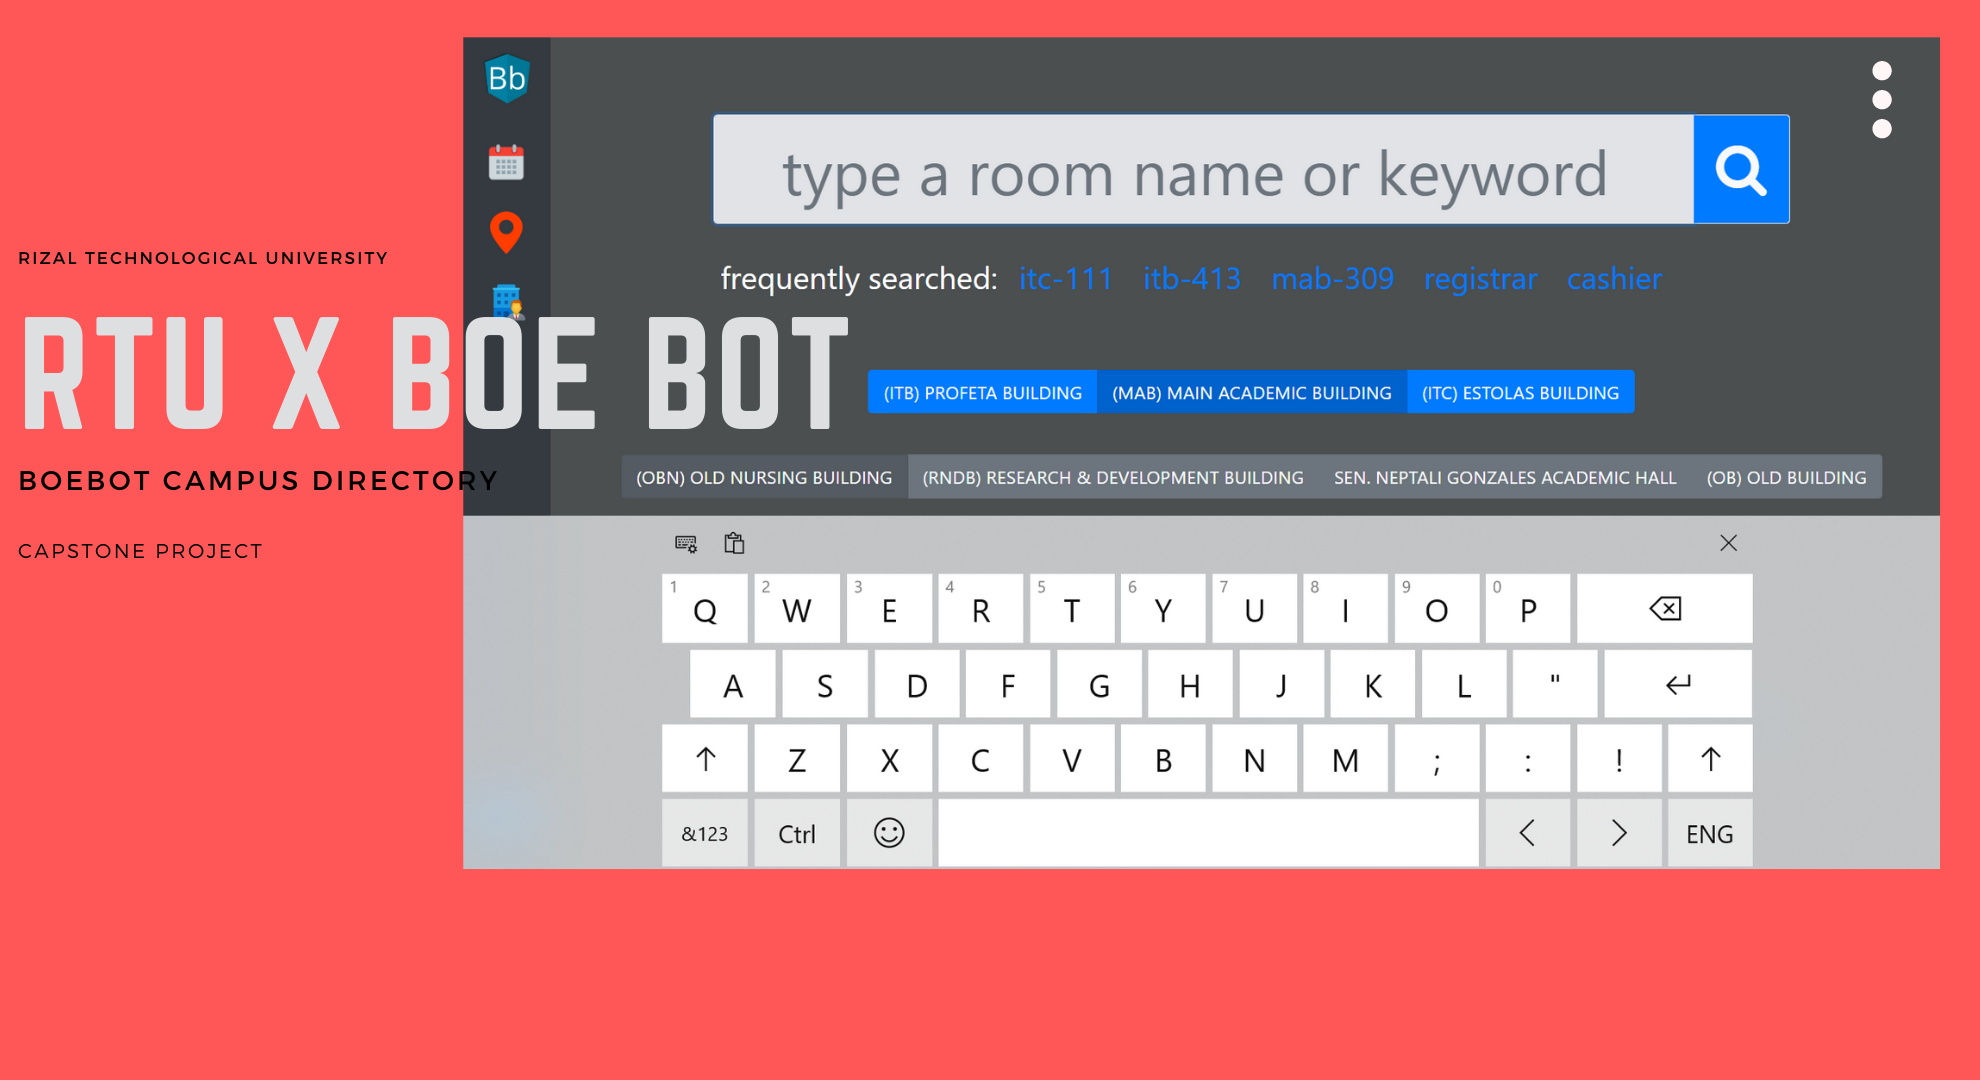 Bb
type a room name or keyword
frequently searched: itc-111 itb-413 mab-309 registrar cashier
RIZAL TECHNOLOGICAL UNIVERSITY
RTU X BOE BOT
BOEBOT CAMPUS DIRECTORY
CAPSTONE PROJECT
(ITB) PROFETA BUILDING (MAB) MAIN ACADEMIC BUILDING (ITC) ESTOLAS BUILDING
(OBN) OLD NURSING BUILDING (RNDB) RESEARCH & DEVELOPMENT BUILDING SEN. NEPTALI GONZALES ACADEMIC HALL (OB) OLD BUILDING
1 Q 2 W 3 E 4 R 5 T 6 Y 7 U 8 I 9 O 0 P
A S D F G H J K L "
↑ Z X C V B N M ; : ! ↑
&123 Ctrl < > ENG